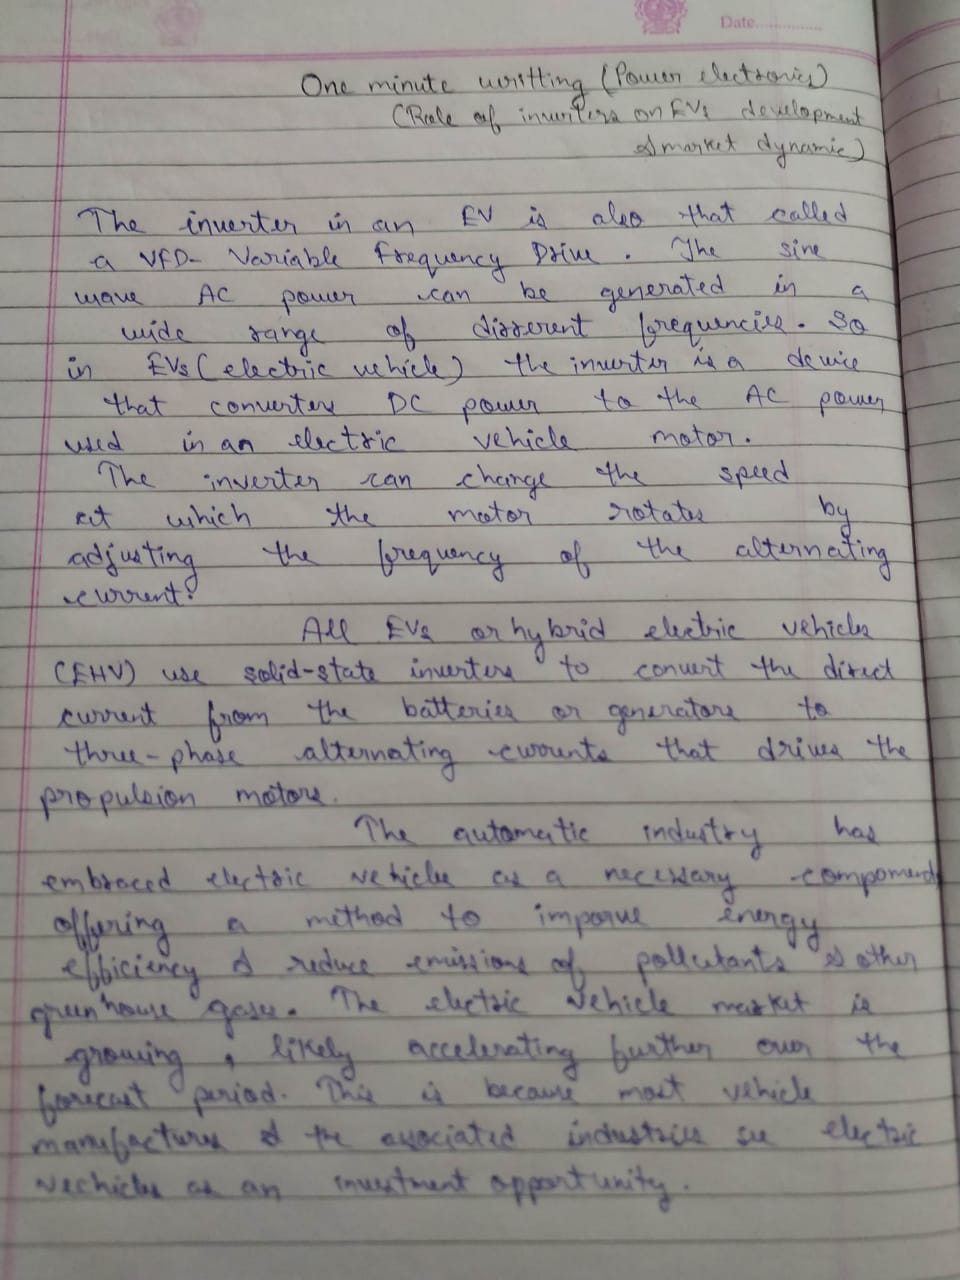 Date..............
One minute writting (Power electronics)
(Role of inverters on EVs development
& market dynamic)
The inverter in an EV is also that called
a VFD- Variable Frequency Drive. The sine
wave AC power can be generated in a
wide range of different frequencies. So
in EVs (electric vehicle) the inverter is a device
that converters DC power to the AC power
used in an electric vehicle motor.
The inverter can change the speed
at which the motor rotates by
adjusting the frequency of the alternating
current.
All EVs or hybrid electric vehicles
(EHV) use solid-state inverters to convert the direct
current from the batteries or generators to
three-phase alternating currents that drives the
propulsion motors.
The automatic industry has
embraced electric vehicles as a necessary component
offering a method to imporve energy
efficiency & reduce emissions of pollutants & other
greenhouse gases. The electric vehicle market is
growing, likely accelerating further over the
forecast period. This is because most vehicle
manufactures & the associated industries see electric
vechicles as an investment opportunity.